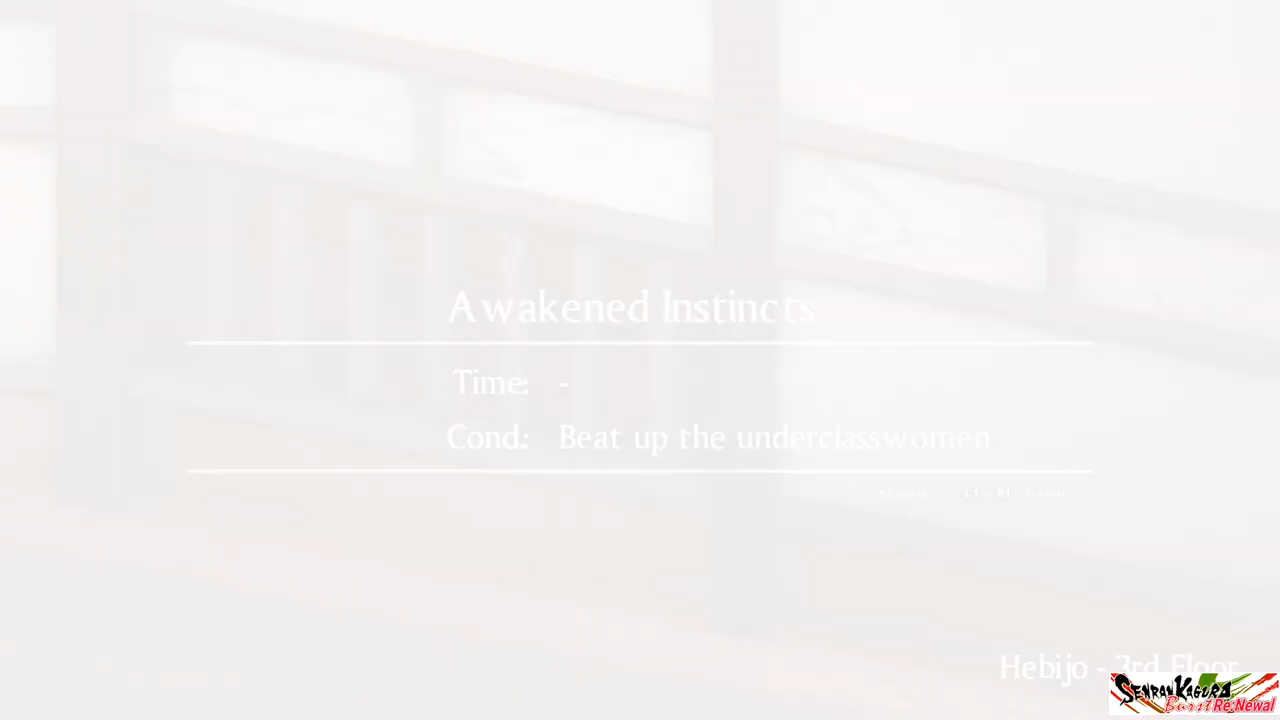 Awakened Instincts
Time: -
Cond.: Beat up the underclasswomen
Hebijo - 3rd Floor
SENRAN KAGURA
Burst Re:Newal